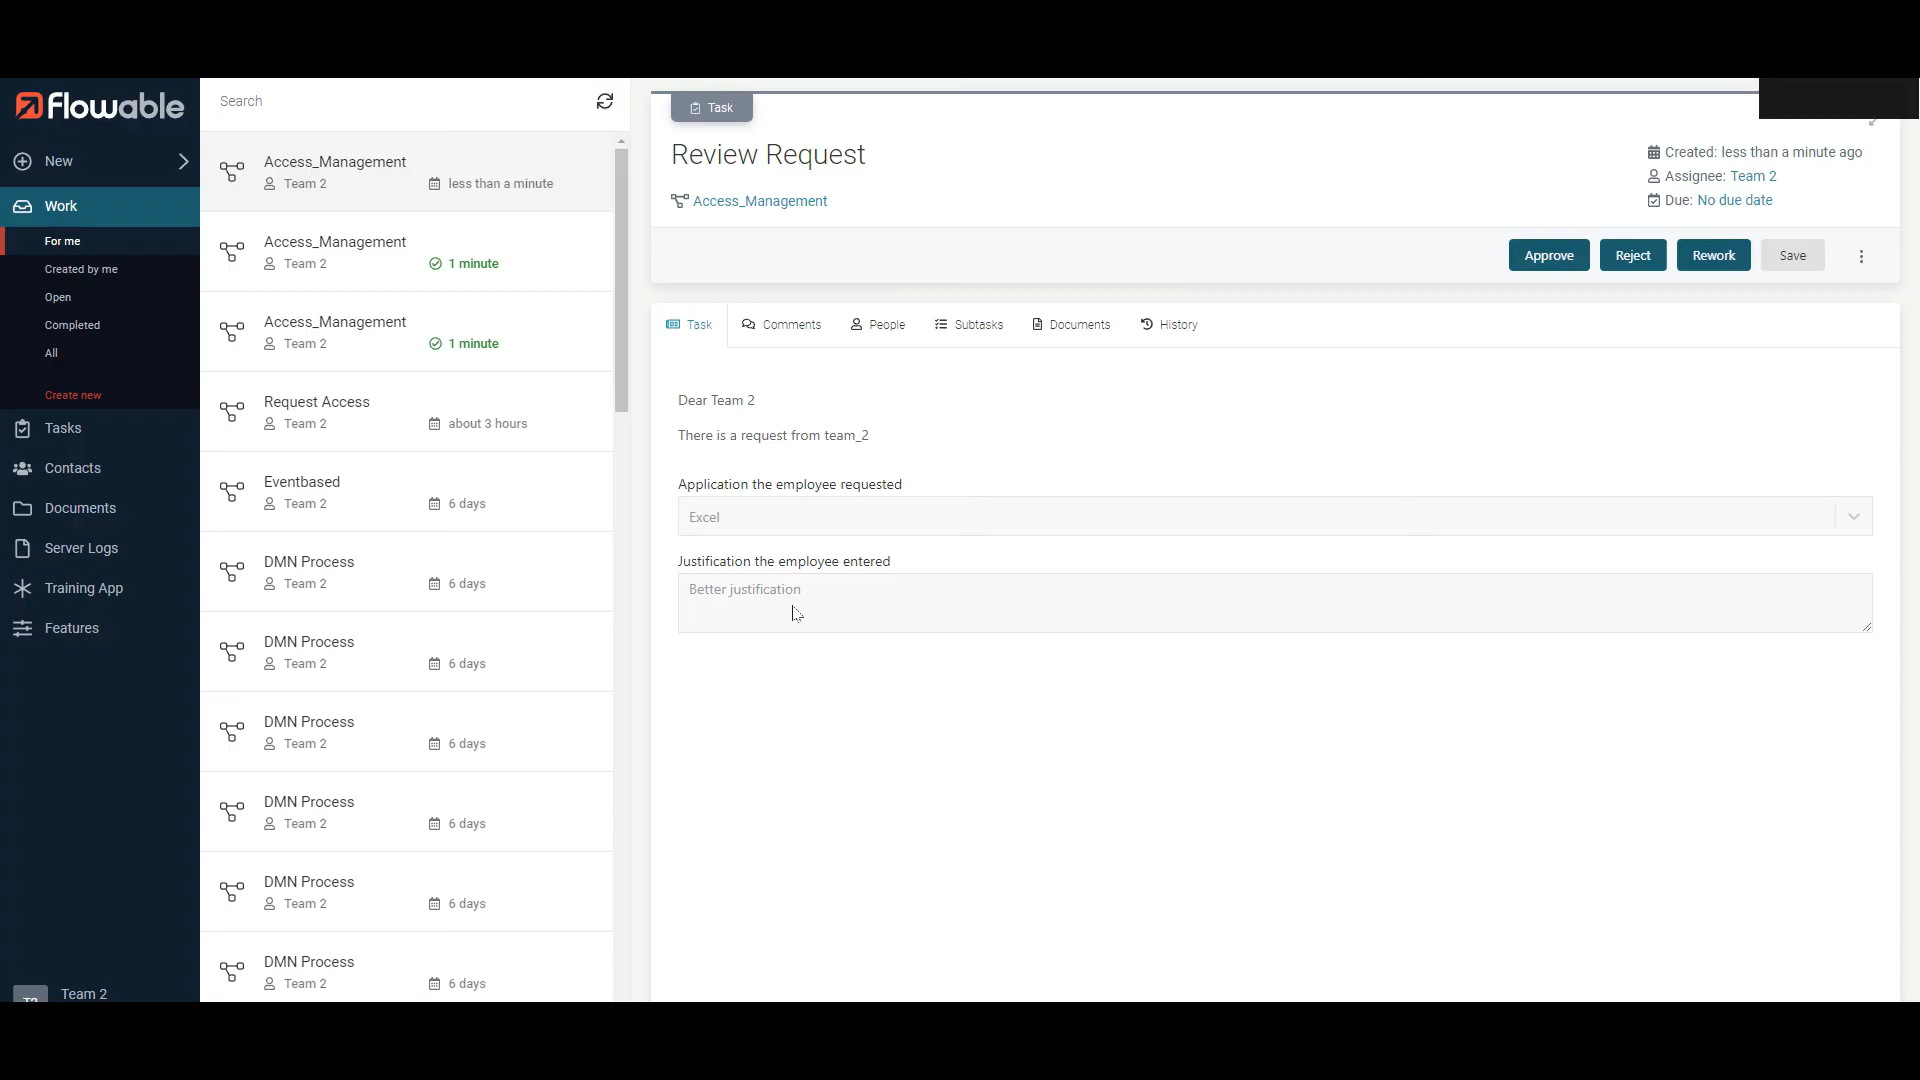 flowable
New
Work
For me
Created by me
Open
Completed
All
Create new
Tasks
Contacts
Documents
Server Logs
Training App
Features
Team 2
Search
Access_Management
Team 2 less than a minute
Access_Management
Team 2 1 minute
Access_Management
Team 2 1 minute
Request Access
Team 2 about 3 hours
Eventbased
Team 2 6 days
DMN Process
Team 2 6 days
DMN Process
Team 2 6 days
DMN Process
Team 2 6 days
DMN Process
Team 2 6 days
DMN Process
Team 2 6 days
DMN Process
Team 2 6 days
Task
Review Request
Access_Management
Created: less than a minute ago
Assignee: Team 2
Due: No due date
Approve Reject Rework Save
Task Comments People Subtasks Documents History
Dear Team 2
There is a request from team_2
Application the employee requested
Excel
Justification the employee entered
Better justification